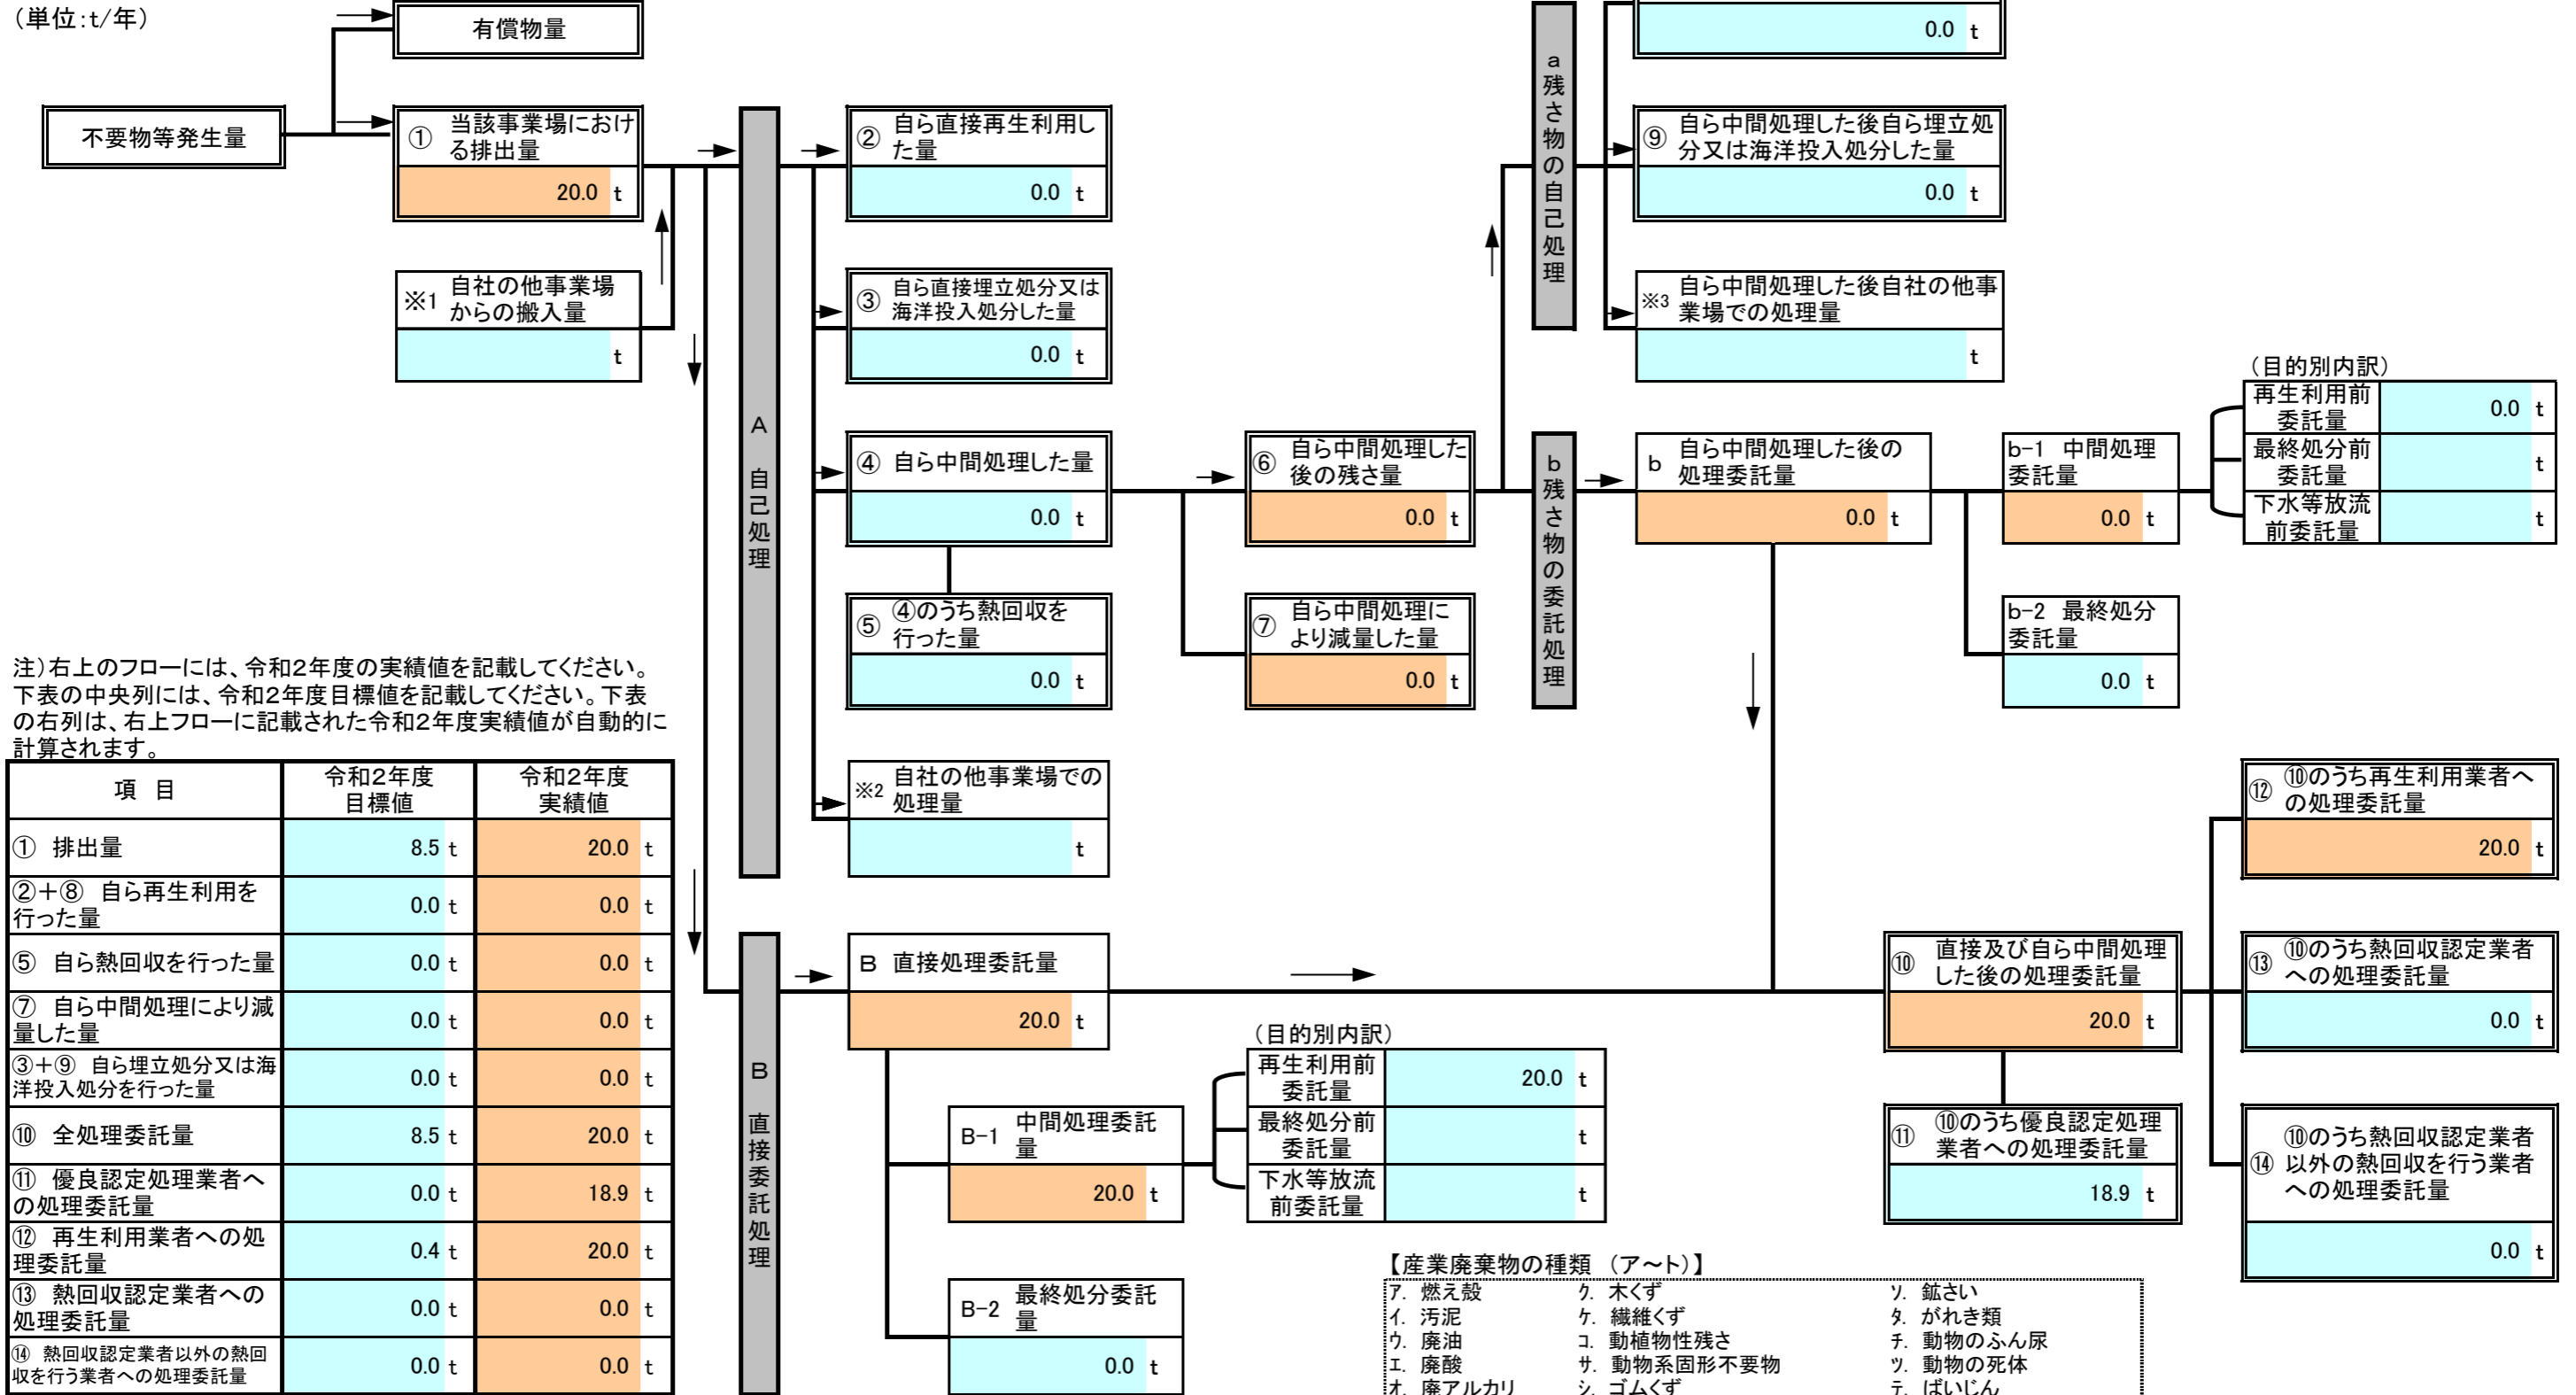 (単位:t/年)
有償物量
不要物等発生量
① 当該事業場におけ
る排出量
20.0 t
※1 自社の他事業場
からの搬入量
t
A 自己処理
② 自ら直接再生利用し
た量
0.0 t
③ 自ら直接埋立処分又は
海洋投入処分した量
0.0 t
④ 自ら中間処理した量
0.0 t
⑤ ④のうち熱回収を
行った量
0.0 t
※2 自社の他事業場での
処理量
t
⑥ 自ら中間処理した
後の残さ量
0.0 t
⑦ 自ら中間処理に
より減量した量
0.0 t
a残さ物の自己処理
0.0 t
⑨ 自ら中間処理した後自ら埋立処
分又は海洋投入処分した量
0.0 t
※3 自ら中間処理した後自社の他事
業場での処理量
t
b残さ物の委託処理
b 自ら中間処理した後の
処理委託量
0.0 t
b-1 中間処理
委託量
0.0 t
(目的別内訳)
再生利用前
委託量
0.0 t
最終処分前
委託量
t
下水等放流
前委託量
t
b-2 最終処分
委託量
0.0 t
注)右上のフローには、令和2年度の実績値を記載してください。
下表の中央列には、令和2年度目標値を記載してください。下表
の右列は、右上フローに記載された令和2年度実績値が自動的に
計算されます。
項 目
令和2年度
目標値
令和2年度
実績値
① 排出量 8.5 t 20.0 t
②+⑧ 自ら再生利用を
行った量
0.0 t 0.0 t
⑤ 自ら熱回収を行った量 0.0 t 0.0 t
⑦ 自ら中間処理により減
量した量
0.0 t 0.0 t
③+⑨ 自ら埋立処分又は海
洋投入処分を行った量
0.0 t 0.0 t
⑩ 全処理委託量 8.5 t 20.0 t
⑪ 優良認定処理業者へ
の処理委託量
0.0 t 18.9 t
⑫ 再生利用業者への処
理委託量
0.4 t 20.0 t
⑬ 熱回収認定業者への
処理委託量
0.0 t 0.0 t
⑭ 熱回収認定業者以外の熱回
収を行う業者への処理委託量
0.0 t 0.0 t
B 直接委託処理
B 直接処理委託量
20.0 t
B-1 中間処理委託
量
20.0 t
(目的別内訳)
再生利用前
委託量
20.0 t
最終処分前
委託量
t
下水等放流
前委託量
t
B-2 最終処分委託
量
0.0 t
⑩ 直接及び自ら中間処理
した後の処理委託量
20.0 t
⑪ ⑩のうち優良認定処理
業者への処理委託量
18.9 t
⑫ ⑩のうち再生利用業者へ
の処理委託量
20.0 t
⑬ ⑩のうち熱回収認定業者
への処理委託量
0.0 t
⑭ ⑩のうち熱回収認定業者
以外の熱回収を行う業者
への処理委託量
0.0 t
【産業廃棄物の種類 (ア~ト)】
ア. 燃え殻 ク. 木くず ソ. 鉱さい
イ. 汚泥 ケ. 繊維くず タ. がれき類
ウ. 廃油 コ. 動植物性残さ チ. 動物のふん尿
エ. 廃酸 サ. 動物系固形不要物 ツ. 動物の死体
オ. 廃アルカリ シ. ゴムくず テ. ばいじん